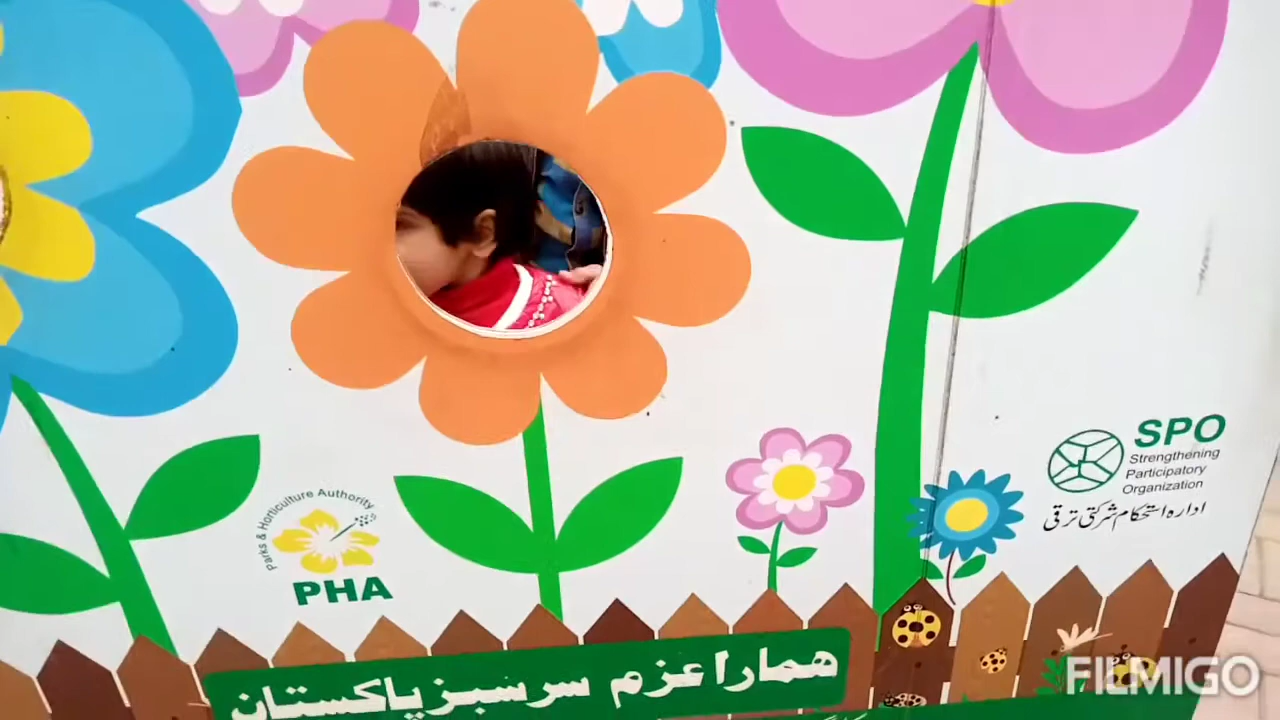 Parks & Horticulture Authority
PHA
SPO
Strengthening
Participatory
Organization
ادارہ استحکام شرکتی ترقی
ہمارا عزم سرسبز پاکستان
FILMIGO